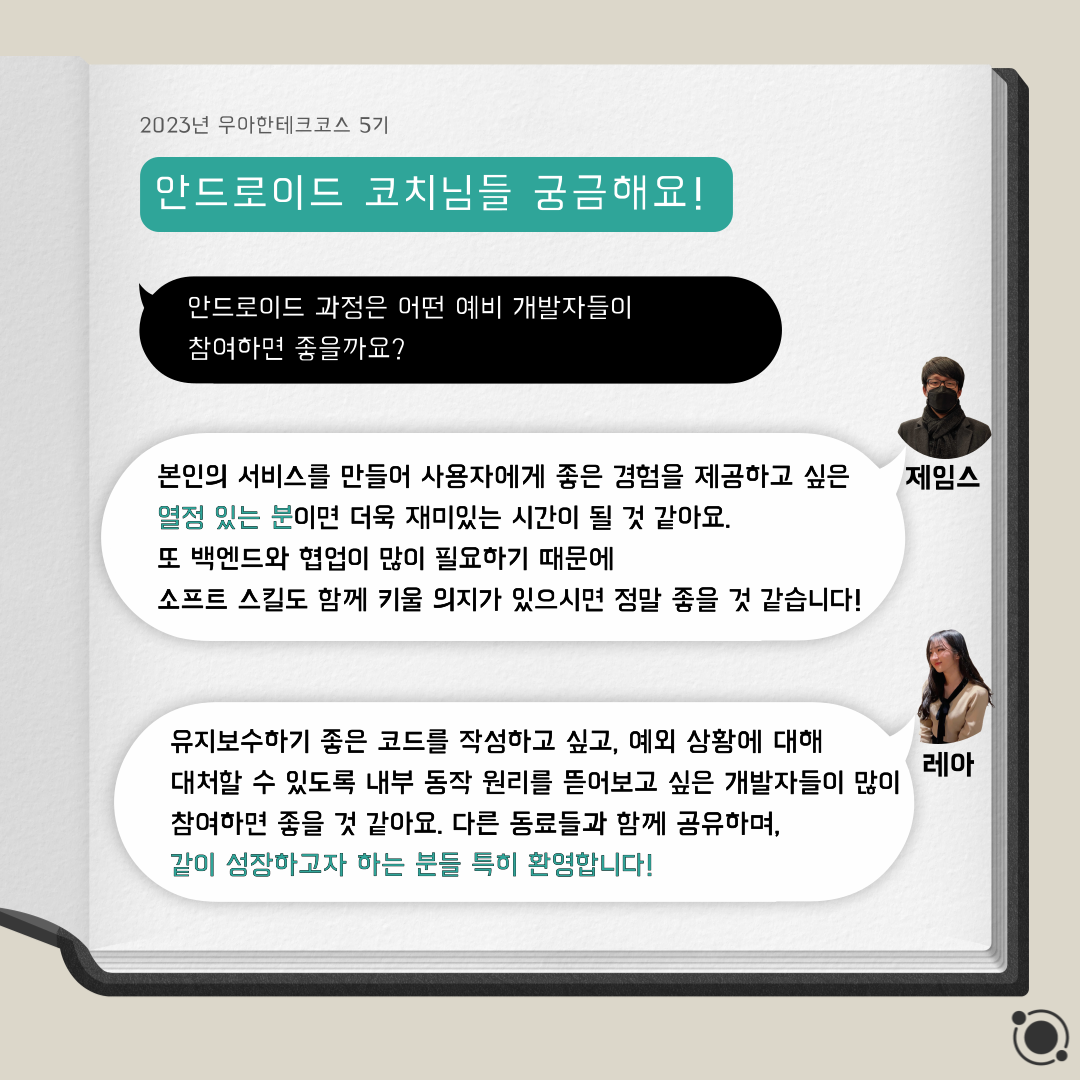 2023년 우아한테크코스 5기
안드로이드 코치님들 궁금해요!
안드로이드 과정은 어떤 예비 개발자들이
참여하면 좋을까요?
본인의 서비스를 만들어 사용자에게 좋은 경험을 제공하고 싶은
열정 있는 분이면 더욱 재미있는 시간이 될 것 같아요.
또 백엔드와 협업이 많이 필요하기 때문에
소프트 스킬도 함께 키울 의지가 있으시면 정말 좋을 것 같습니다!
제임스
유지보수하기 좋은 코드를 작성하고 싶고, 예외 상황에 대해
대처할 수 있도록 내부 동작 원리를 뜯어보고 싶은 개발자들이 많이
참여하면 좋을 것 같아요. 다른 동료들과 함께 공유하며,
같이 성장하고자 하는 분들 특히 환영합니다!
레아